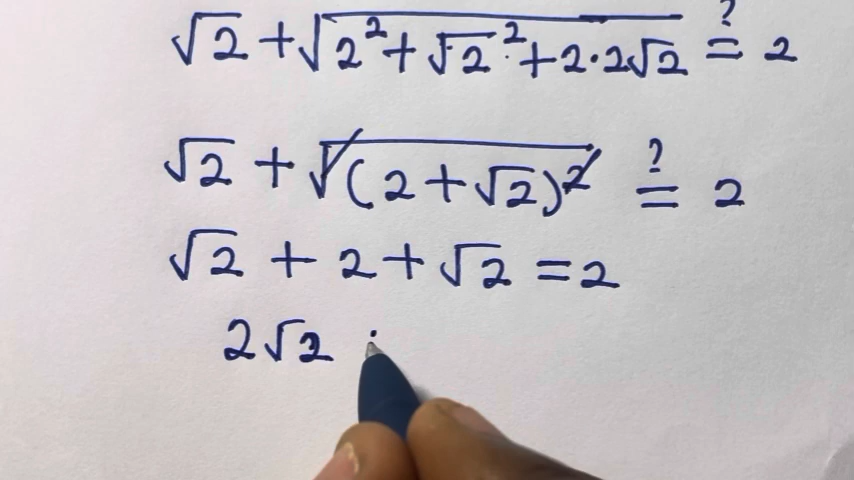 √2 + √(2² + √2² + 2·2√2) ≟ 2
√2 + √((2 + √2)²) ≟ 2
√2 + 2 + √2 = 2
2√2